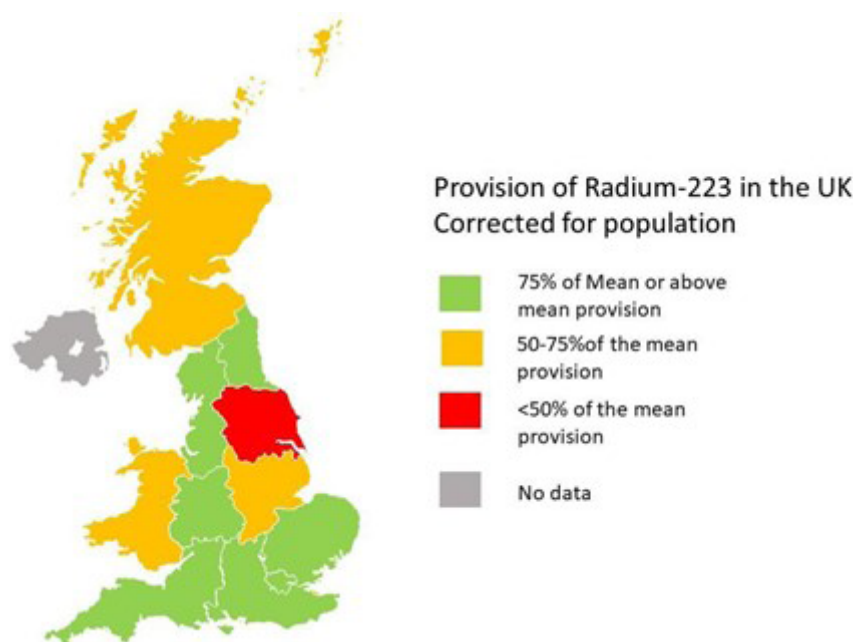 Provision of Radium-223 in the UK
Corrected for population
75% of Mean or above
mean provision
50-75%of the mean
provision
<50% of the mean
provision
No data